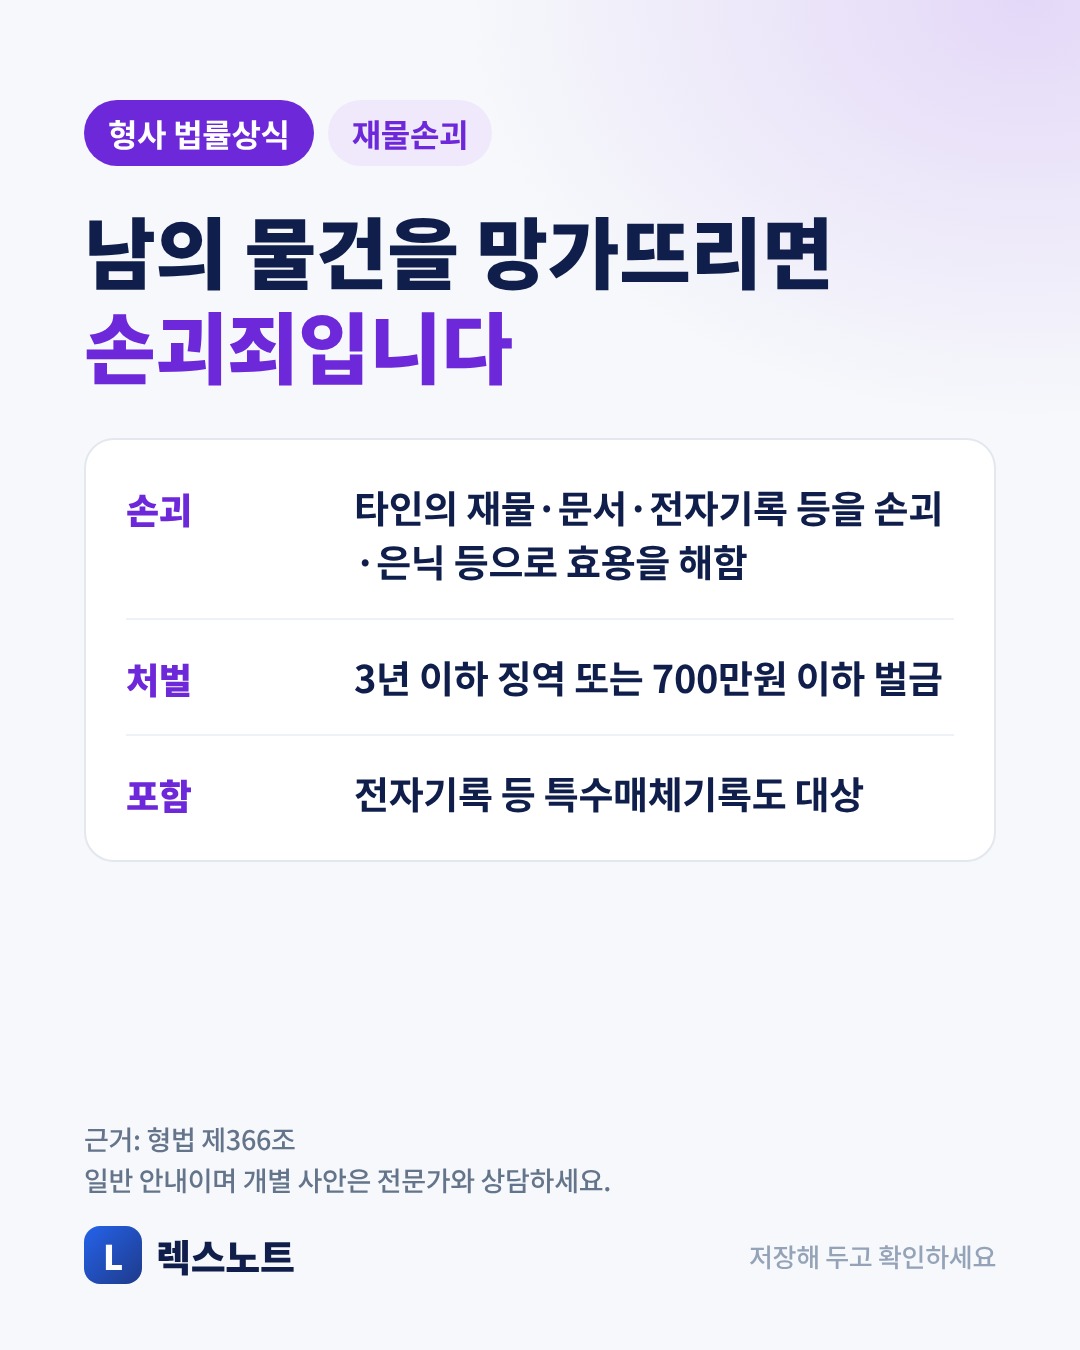 형사 법률상식 재물손괴
남의 물건을 망가뜨리면
손괴죄입니다
손괴 타인의 재물·문서·전자기록 등을 손괴
·은닉 등으로 효용을 해함
처벌 3년 이하 징역 또는 700만원 이하 벌금
포함 전자기록 등 특수매체기록도 대상
근거: 형법 제366조
일반 안내이며 개별 사안은 전문가와 상담하세요.
L 렉스노트 저장해 두고 확인하세요